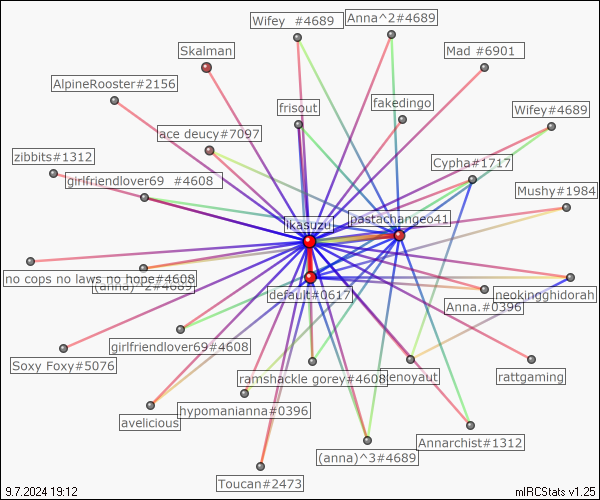 Wifey  #4689
Anna^2#4689
Skalman
Mad #6901
AlpineRooster#2156
frisout
fakedingo
Wifey#4689
ace deucy#7097
zibbits#1312
Cypha#1717
girlfriendlover69  #4608
Mushy#1984
ikasuzu
pastachange041
no cops no laws no hope#4608
(anna)^2#4689
default#0617
Anna.#0396
neokingghidorah
girlfriendlover69#4608
Soxy Foxy#5076
ramshackle gorey#4608
lenoyaut
rattgaming
hypomanianna#0396
avelicious
Annarchist#1312
(anna)^3#4689
Toucan#2473
9.7.2024 19:12
mIRCStats v1.25